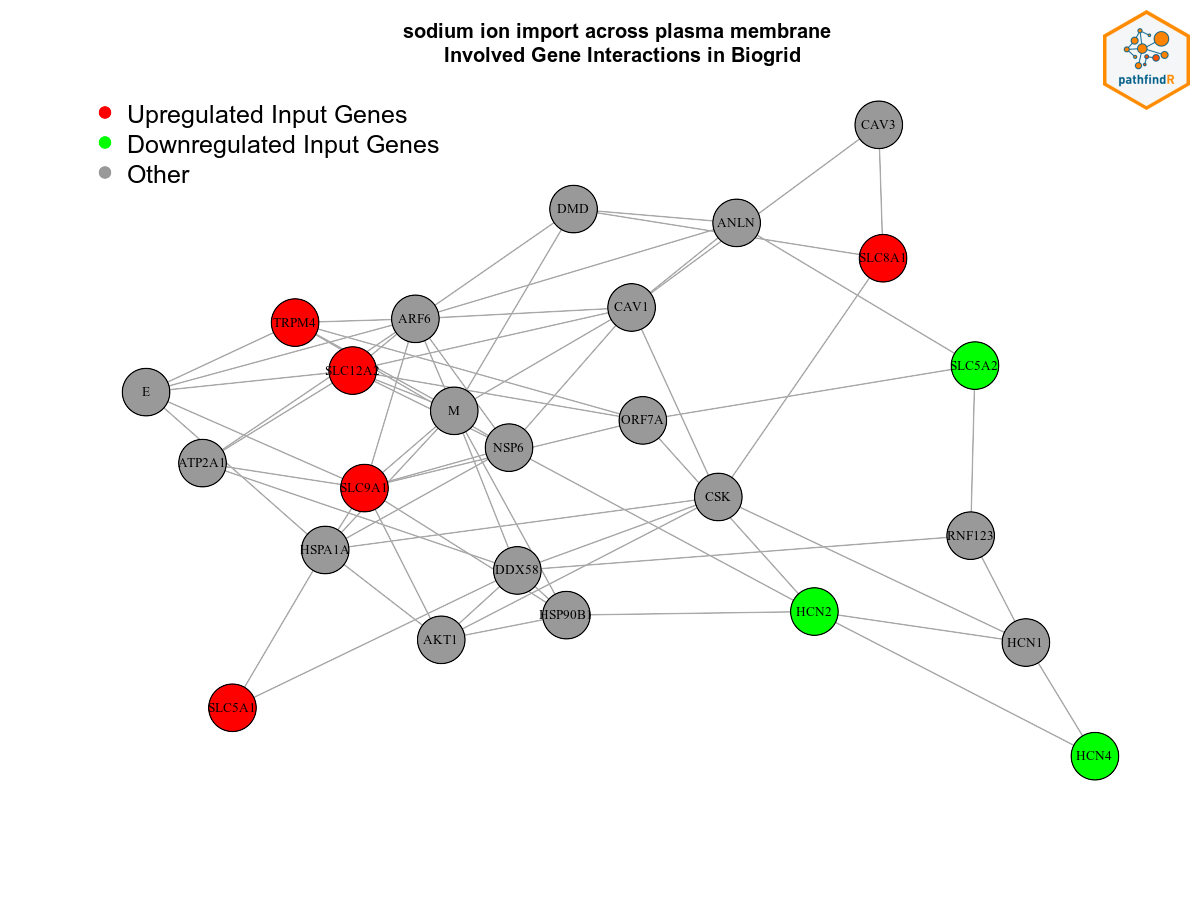 sodium ion import across plasma membrane
Involved Gene Interactions in Biogrid
pathfindR
Upregulated Input Genes
Downregulated Input Genes
Other
CAV3
DMD
ANLN
SLC8A1
CAV1
ARF6
TRPM4
SLC12A2
SLC5A2
E
M
ORF7A
NSP6
ATP2A1
SLC9A1
CSK
RNF123
HSPA1A
DDX58
HCN2
HSP90B1
AKT1
HCN1
SLC5A1
HCN4